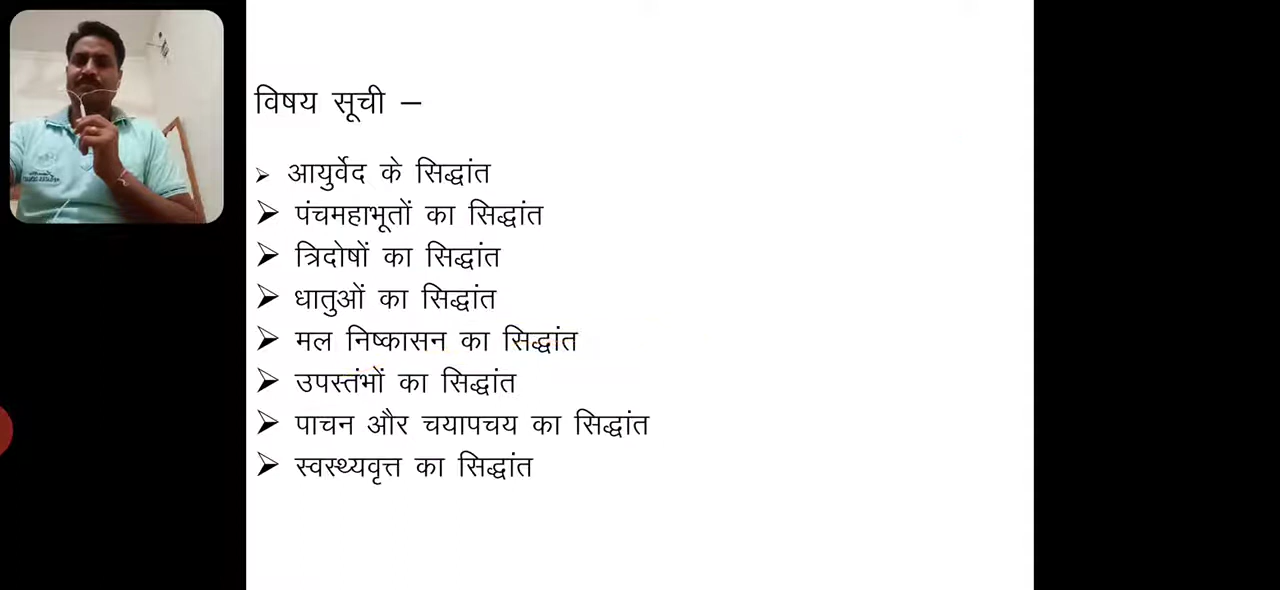 विषय सूची –
➢ आयुर्वेद के सिद्धांत
➢ पंचमहाभूतों का सिद्धांत
➢ त्रिदोषों का सिद्धांत
➢ धातुओं का सिद्धांत
➢ मल निष्कासन का सिद्धांत
➢ उपस्तंभों का सिद्धांत
➢ पाचन और चयापचय का सिद्धांत
➢ स्वस्थ्यवृत्त का सिद्धांत